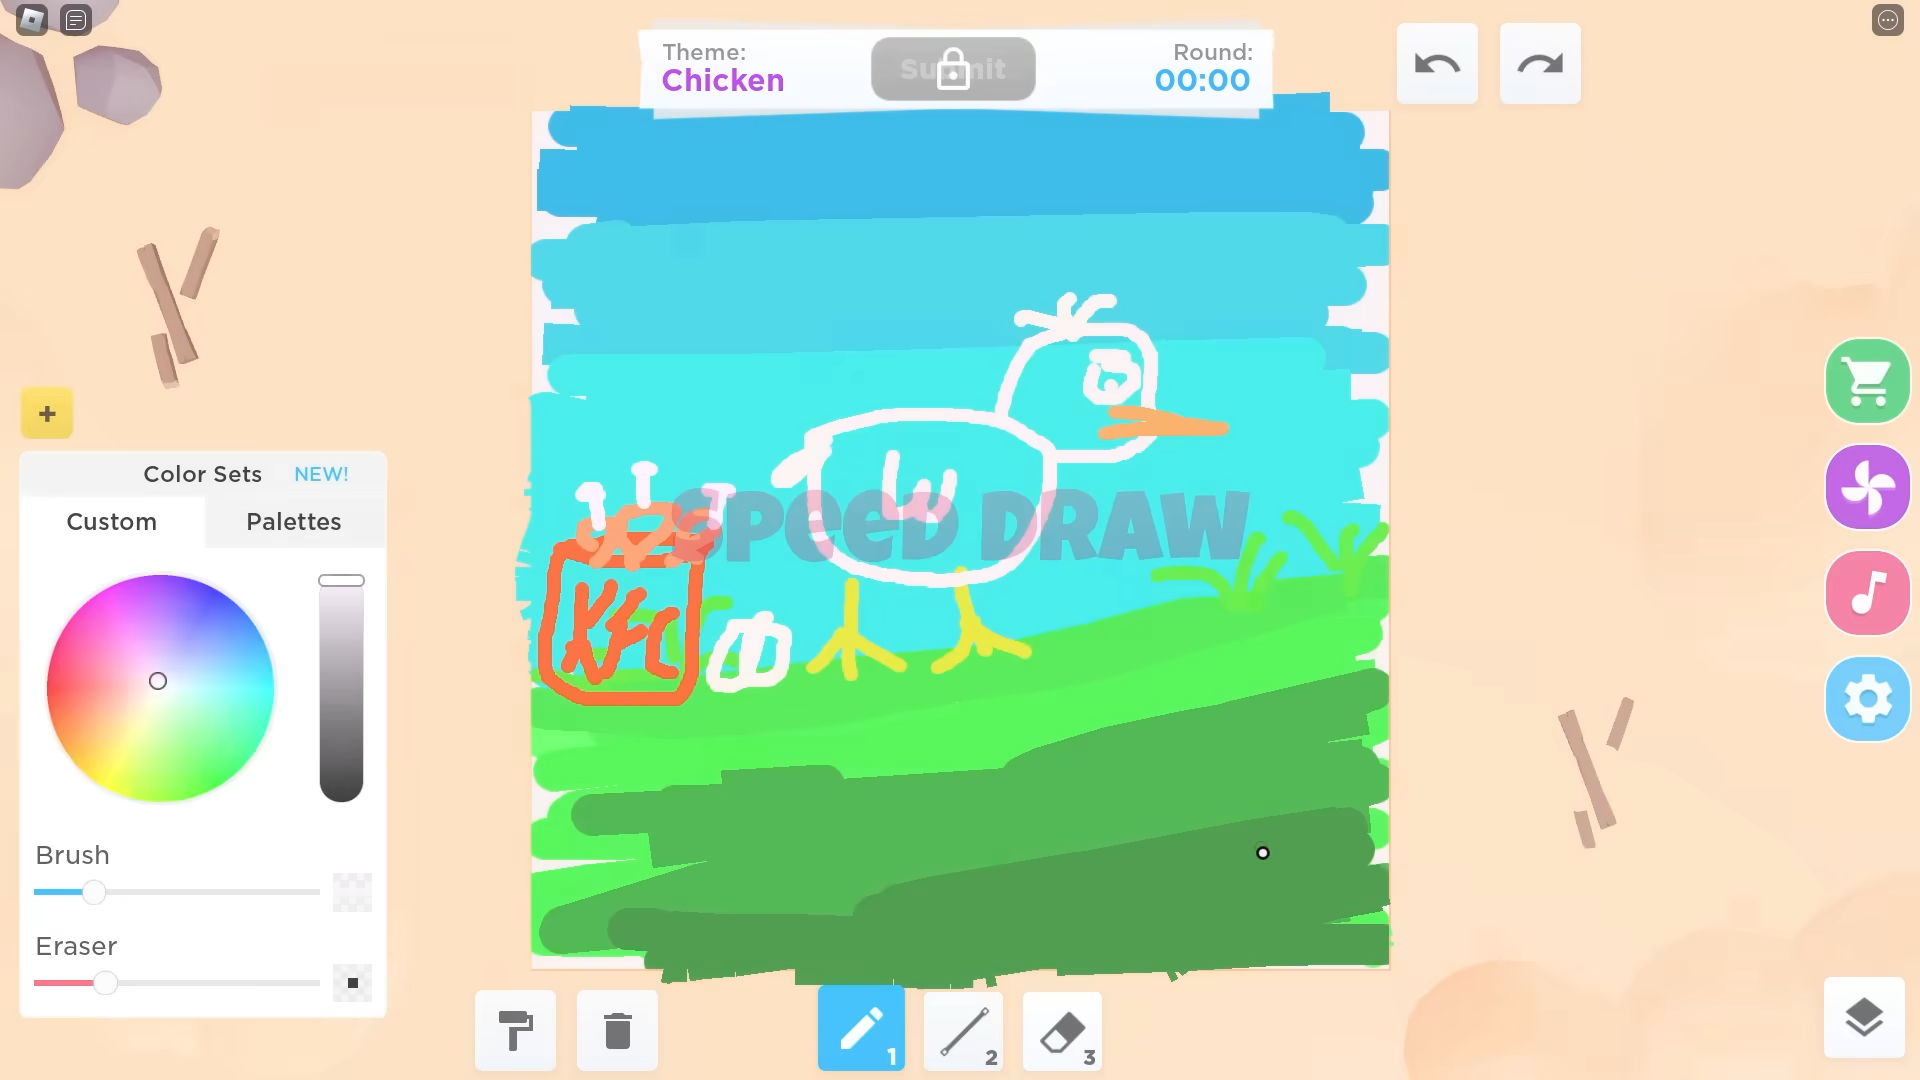 Theme:
Chicken
Submit
Round:
00:00
SPeeD DRAW
KFC
Color Sets NEW!
Custom
Palettes
Brush
Eraser
1
2
3